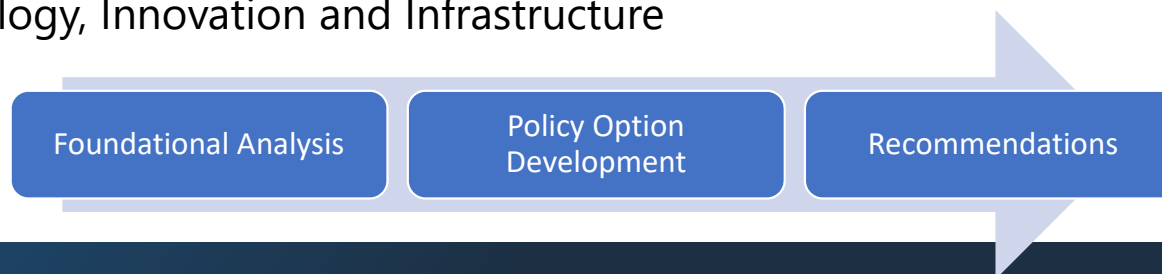 logy, Innovation and Infrastructure
Foundational Analysis
Policy Option
Development
Recommendations